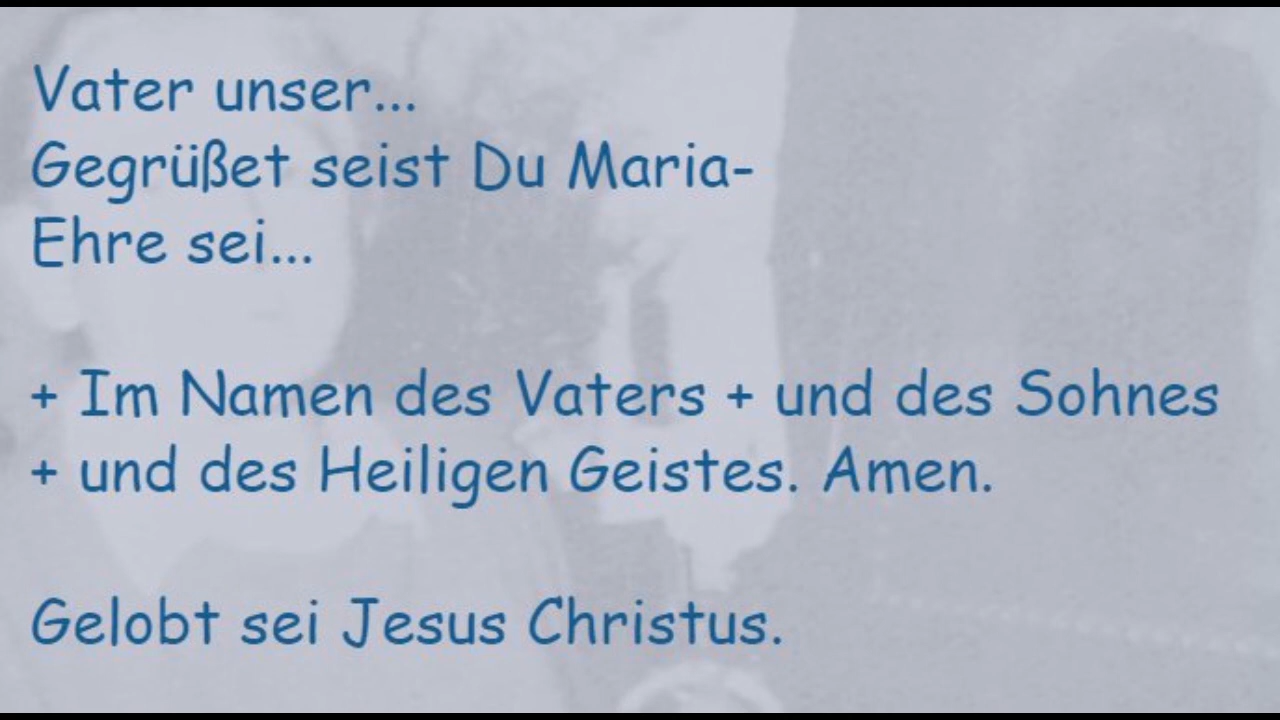 Vater unser...
Gegrüßet seist Du Maria-
Ehre sei...
+ Im Namen des Vaters + und des Sohnes
+ und des Heiligen Geistes. Amen.
Gelobt sei Jesus Christus.